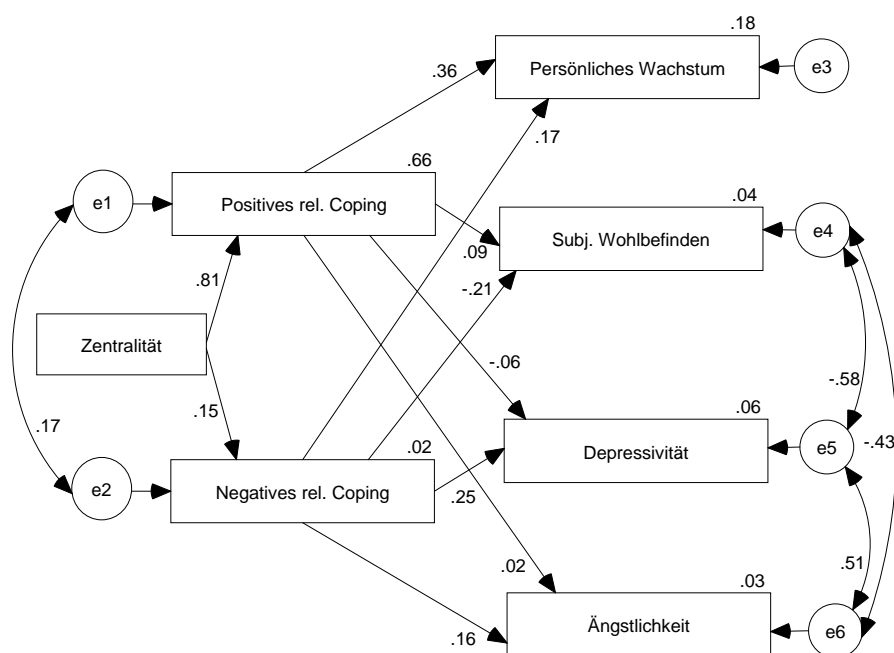 .18
Persönliches Wachstum
e3
.36
.17
.66
e1
Positives rel. Coping
.04
Subj. Wohlbefinden
e4
.09
.81
-.21
Zentralität
-.06
-.58
.15
.06
.17
.02
-.43
Depressivität
e5
e2
Negatives rel. Coping
.25
.51
.02
.03
Ängstlichkeit
e6
.16